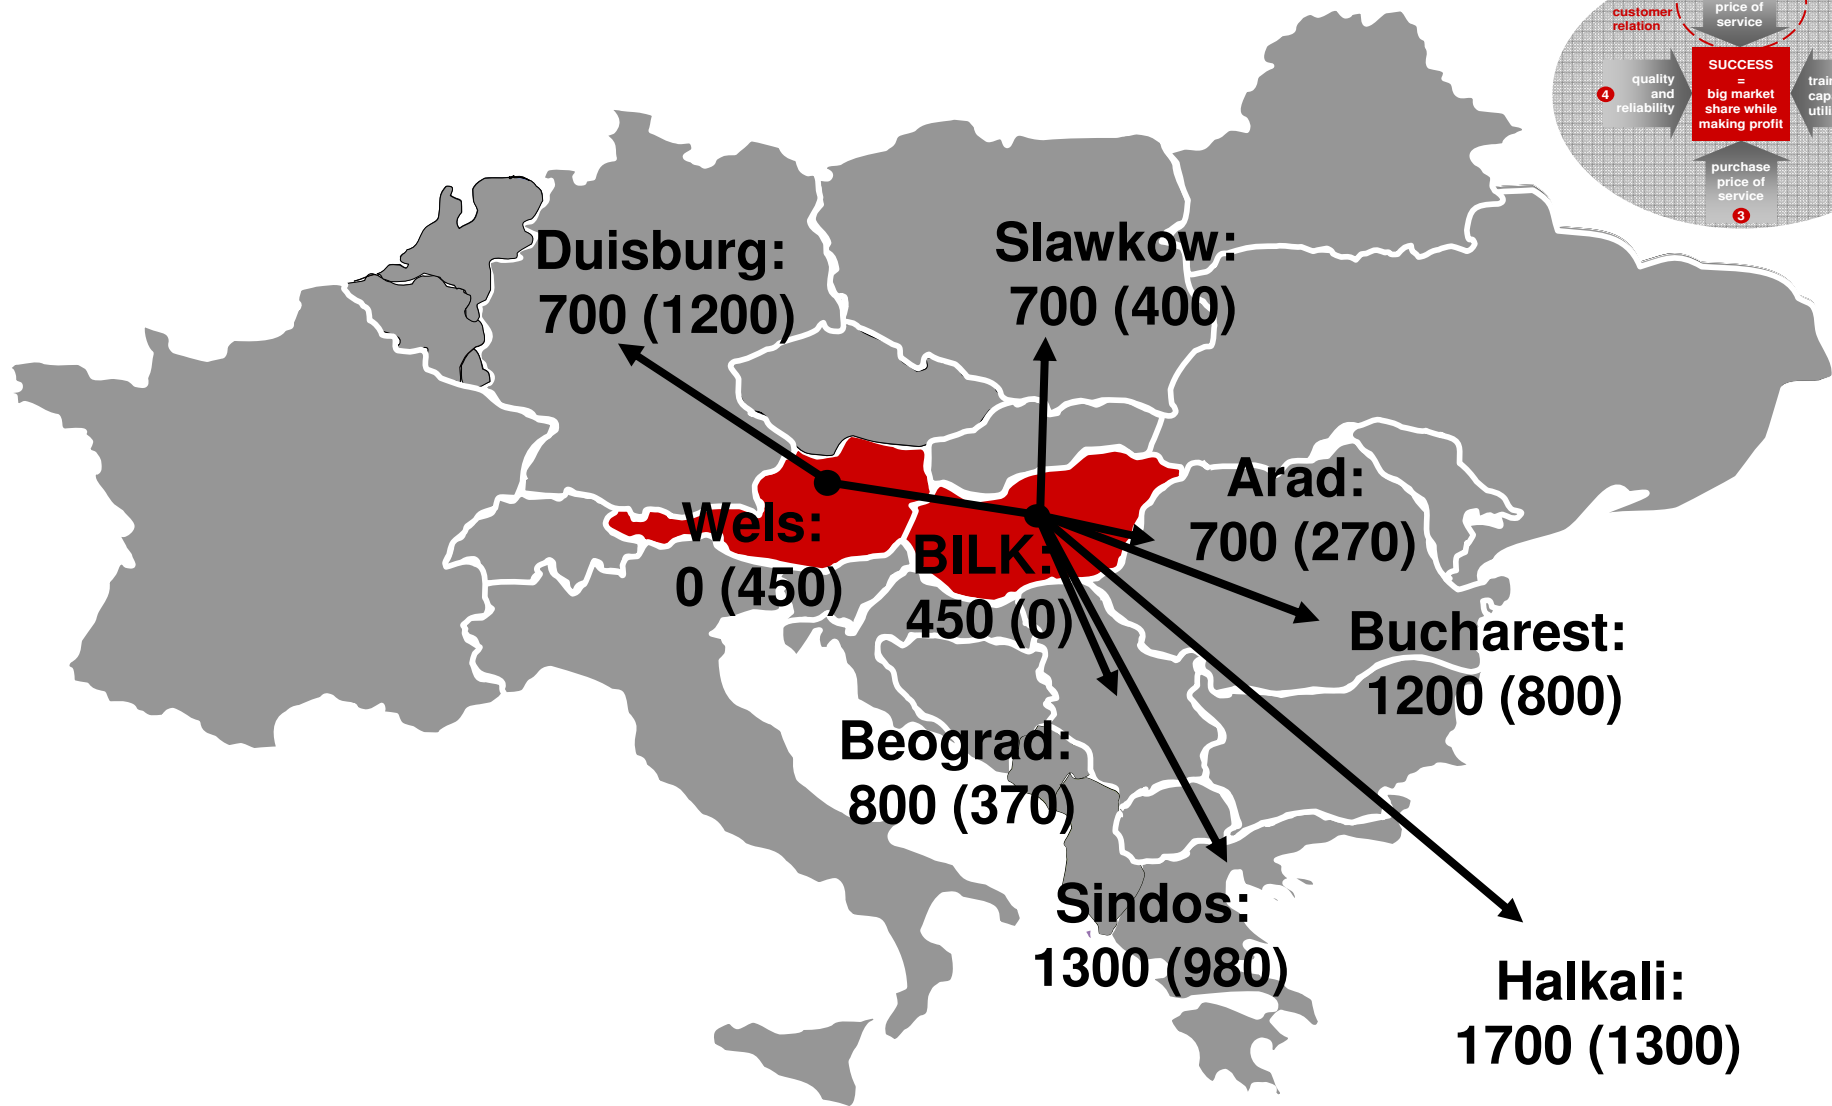 price of
service
customer
relation
SUCCESS
=
big market
share while
making profit
quality
and
reliability
4
purchase
price of
service
3
Duisburg:
700 (1200)
Slawkow:
700 (400)
Arad:
700 (270)
Wels:
0 (450)
BILK:
450 (0)
Bucharest:
1200 (800)
Beograd:
800 (370)
Sindos:
1300 (980)
Halkali:
1700 (1300)